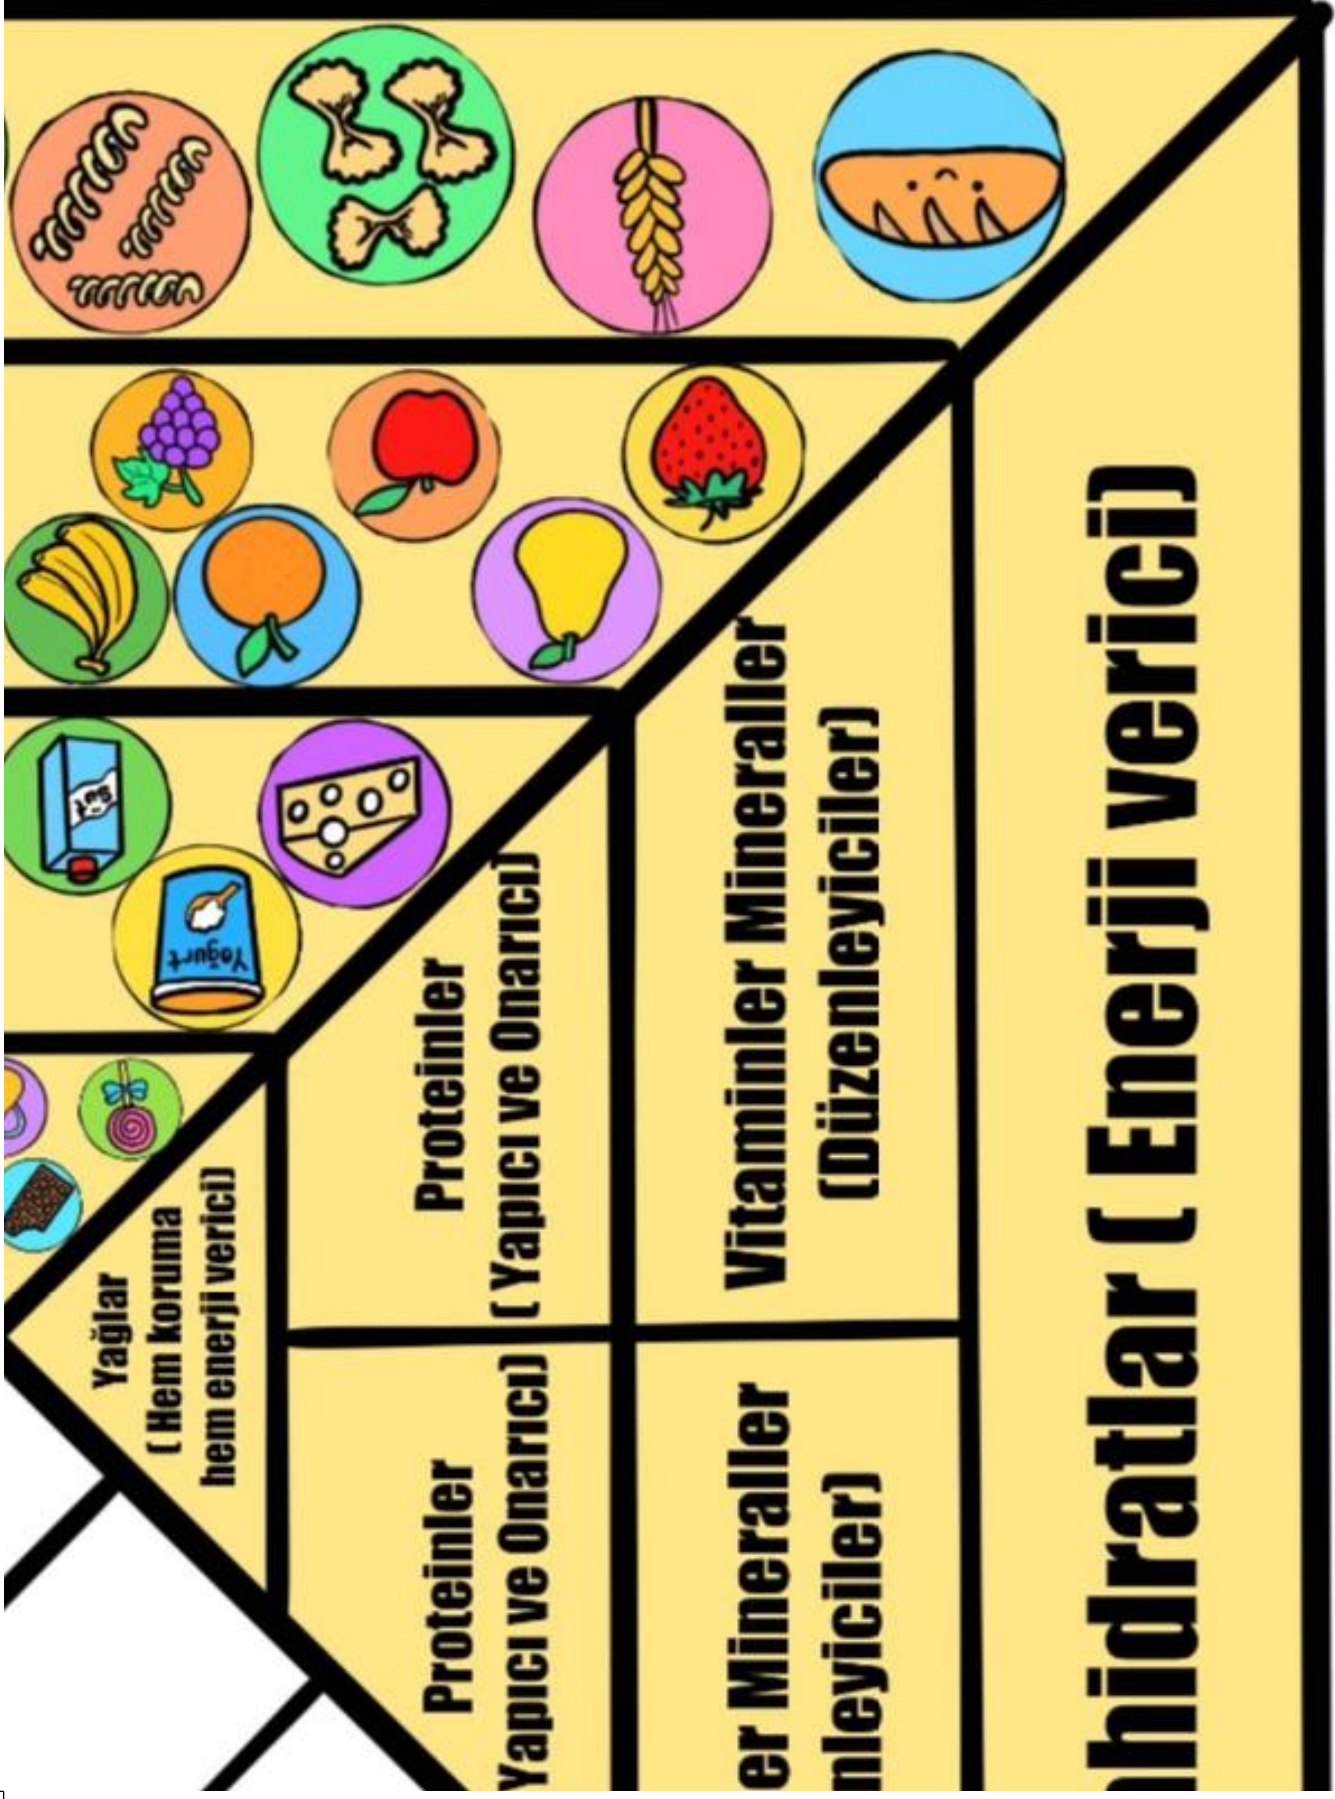 Süt
Yoğurt
Yağlar
( Hem koruma
hem enerji verici)
Proteinler
( Yapıcı ve Onarıcı)
Vitaminler Mineraller
(Düzenleyiciler)
Proteinler
Yapıcı ve Onarıcı)
er Mineraller
nleyiciler)
hidratlar ( Enerji verici)